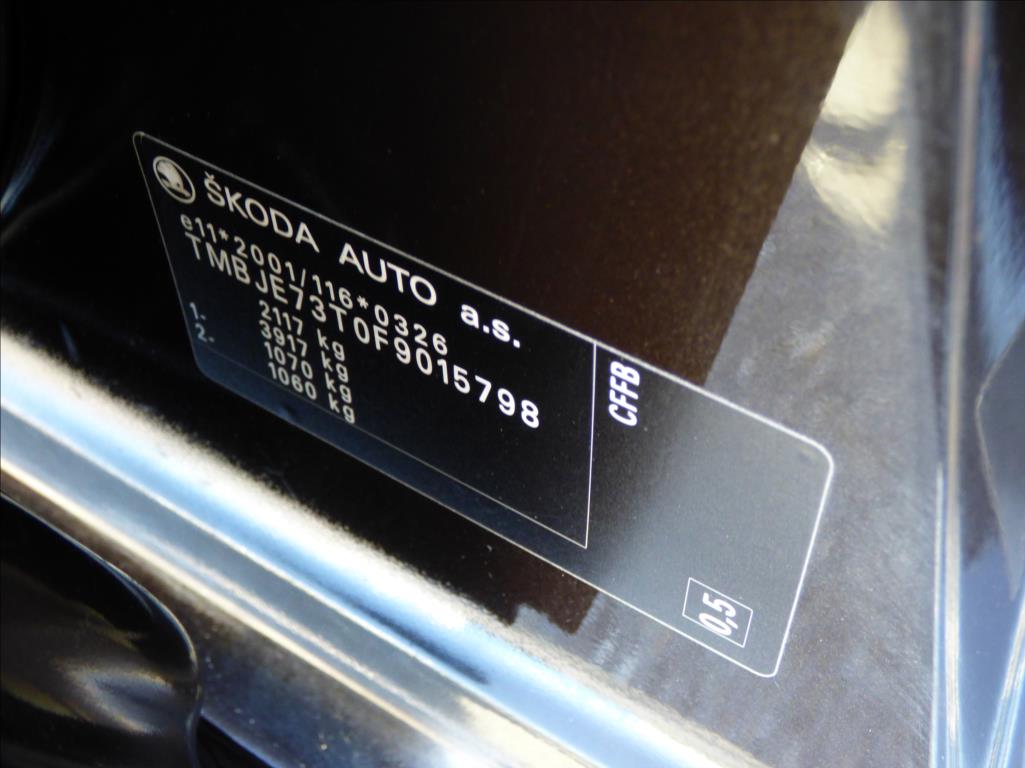 ŠKODA AUTO a.s.
e11*2001/116*0326
TMBJE73T0F9015798
2117 kg
3917 kg
1.- 1070 kg
2.- 1060 kg
CFFB
0,5